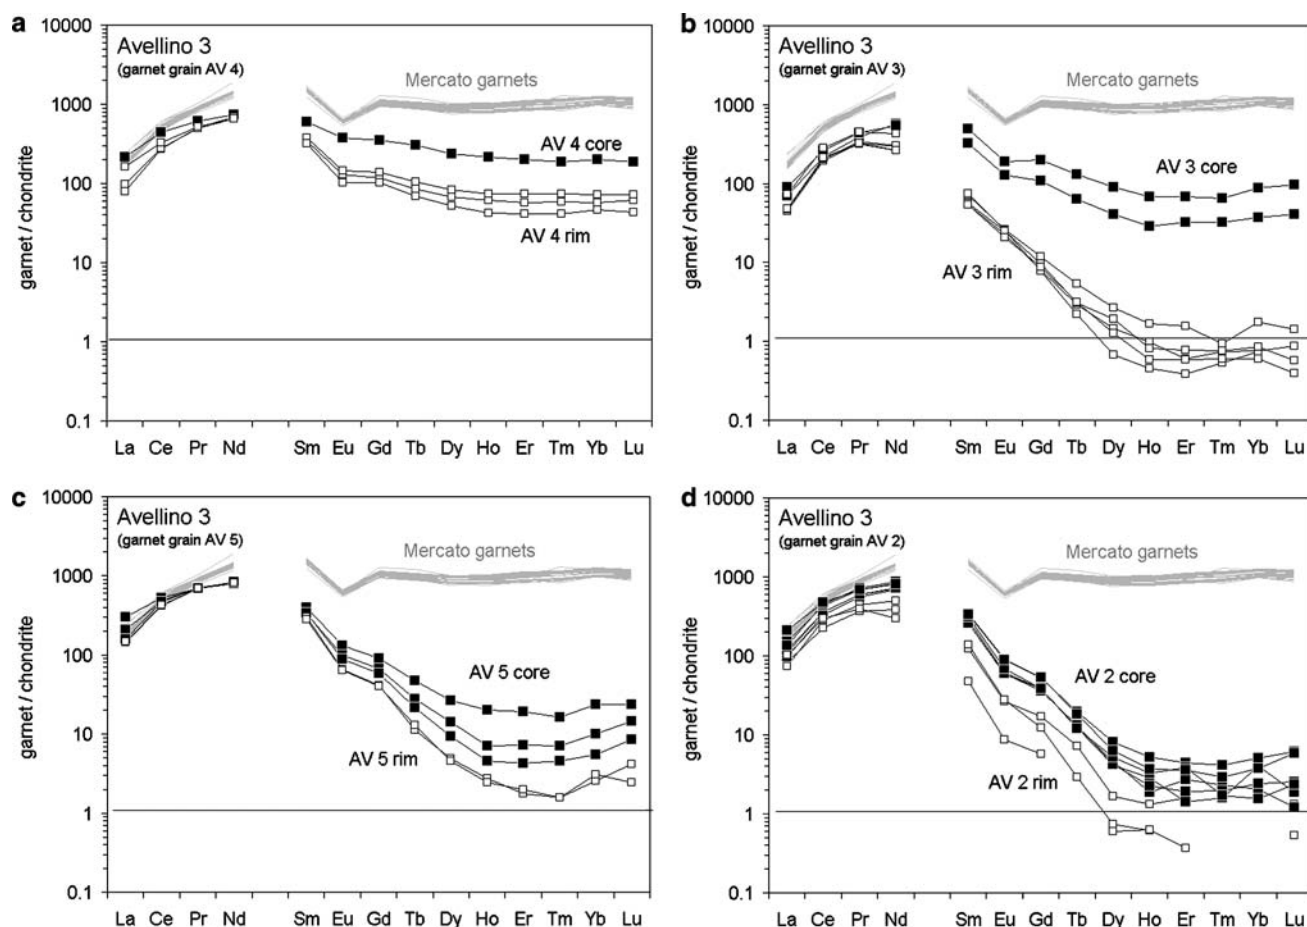 a
Avellino 3
(garnet grain AV 4)
Mercato garnets
AV 4 core
AV 4 rim
garnet / chondrite
10000
1000
100
10
1
0.1
La Ce Pr Nd Sm Eu Gd Tb Dy Ho Er Tm Yb Lu
b
Avellino 3
(garnet grain AV 3)
Mercato garnets
AV 3 core
AV 3 rim
garnet / chondrite
10000
1000
100
10
1
0.1
La Ce Pr Nd Sm Eu Gd Tb Dy Ho Er Tm Yb Lu
c
Avellino 3
(garnet grain AV 5)
Mercato garnets
AV 5 core
AV 5 rim
garnet / chondrite
10000
1000
100
10
1
0.1
La Ce Pr Nd Sm Eu Gd Tb Dy Ho Er Tm Yb Lu
d
Avellino 3
(garnet grain AV 2)
Mercato garnets
AV 2 core
AV 2 rim
garnet / chondrite
10000
1000
100
10
1
0.1
La Ce Pr Nd Sm Eu Gd Tb Dy Ho Er Tm Yb Lu